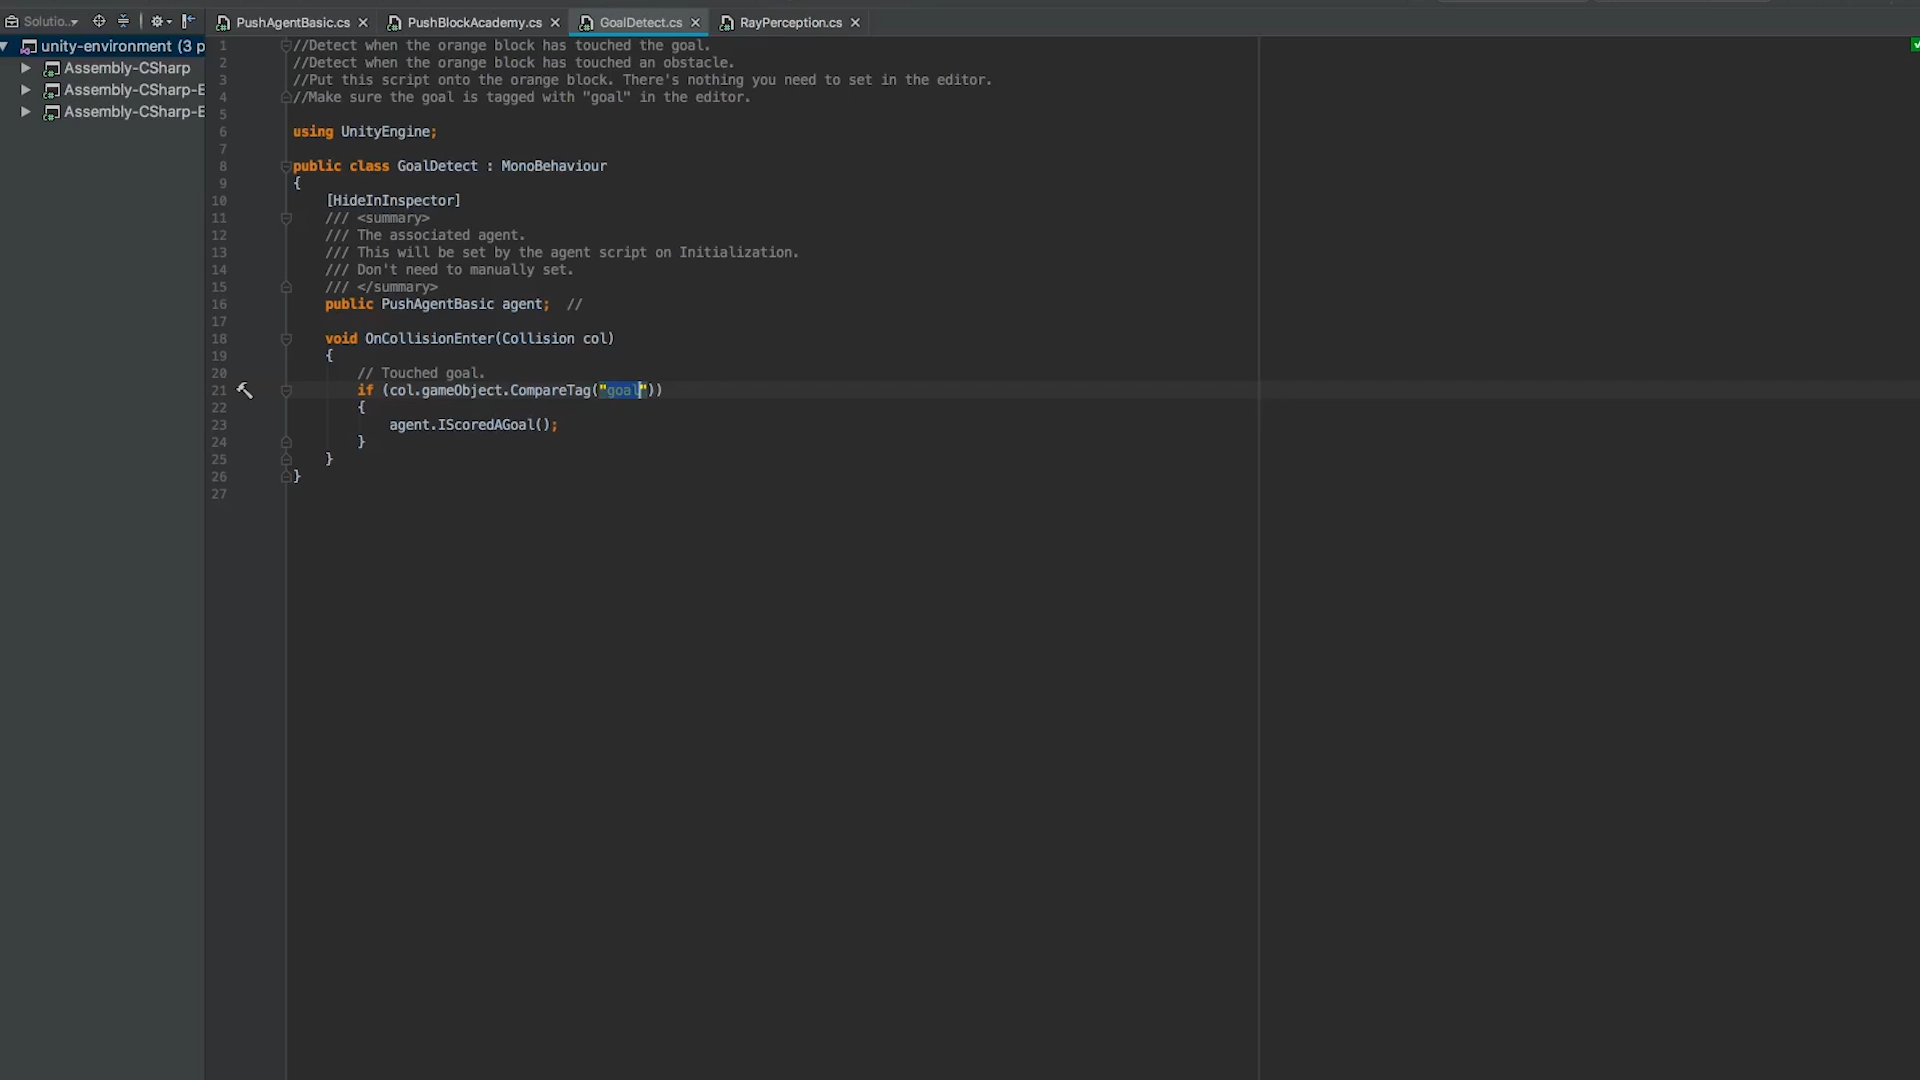 Solutio...
PushAgentBasic.cs
PushBlockAcademy.cs
GoalDetect.cs
RayPerception.cs
unity-environment (3 p
Assembly-CSharp
Assembly-CSharp-E
Assembly-CSharp-E
1 //Detect when the orange block has touched the goal.
2 //Detect when the orange block has touched an obstacle.
3 //Put this script onto the orange block. There's nothing you need to set in the editor.
4 //Make sure the goal is tagged with "goal" in the editor.
5
6 using UnityEngine;
7
8 public class GoalDetect : MonoBehaviour
9 {
10 [HideInInspector]
11 /// <summary>
12 /// The associated agent.
13 /// This will be set by the agent script on Initialization.
14 /// Don't need to manually set.
15 /// </summary>
16 public PushAgentBasic agent; //
17
18 void OnCollisionEnter(Collision col)
19 {
20 // Touched goal.
21 if (col.gameObject.CompareTag("goal"))
22 {
23 agent.IScoredAGoal();
24 }
25 }
26 }
27